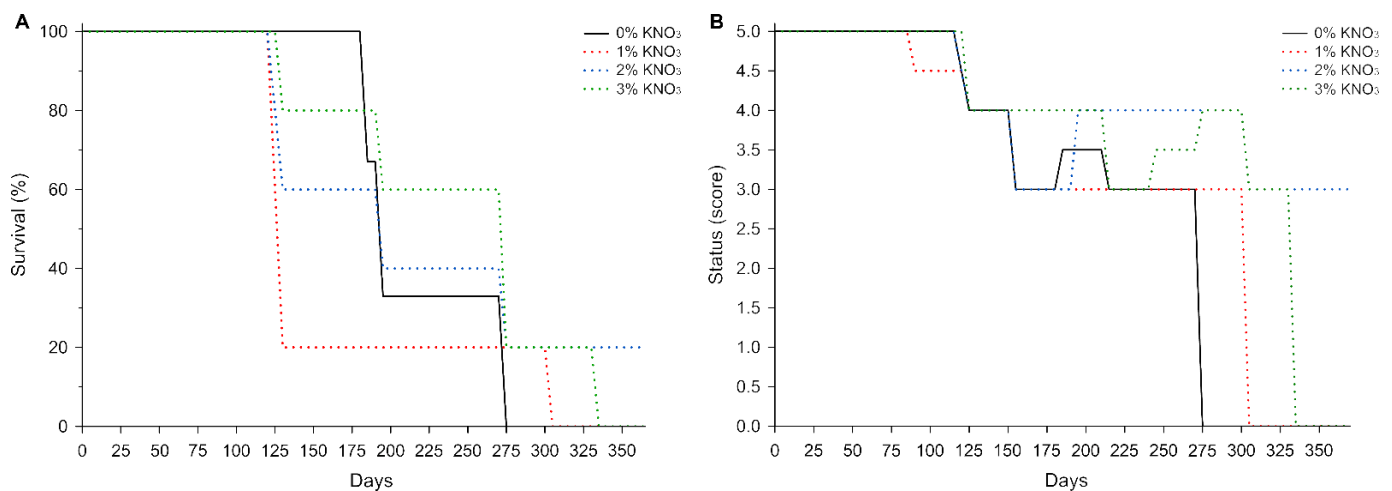 A
100
80
60
40
20
0
Survival (%)
0% KNO₃
1% KNO₃
2% KNO₃
3% KNO₃
0 25 50 75 100 125 150 175 200 225 250 275 300 325 350
Days
B
5.0
4.5
4.0
3.5
3.0
2.5
2.0
1.5
1.0
0.5
0.0
Status (score)
0% KNO₃
1% KNO₃
2% KNO₃
3% KNO₃
0 25 50 75 100 125 150 175 200 225 250 275 300 325 350
Days